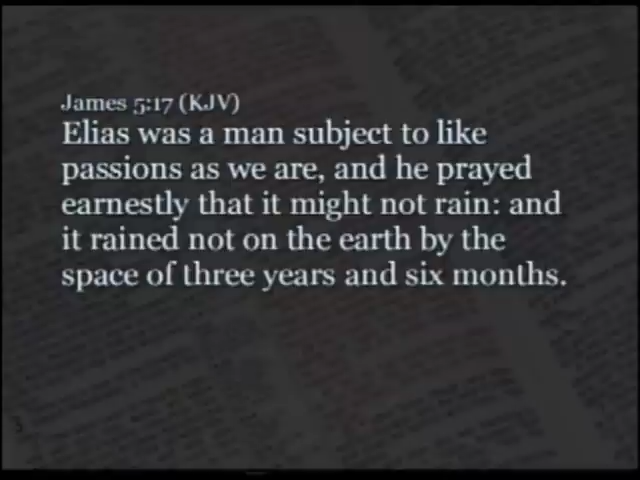 James 5:17 (KJV)
Elias was a man subject to like
passions as we are, and he prayed
earnestly that it might not rain: and
it rained not on the earth by the
space of three years and six months.